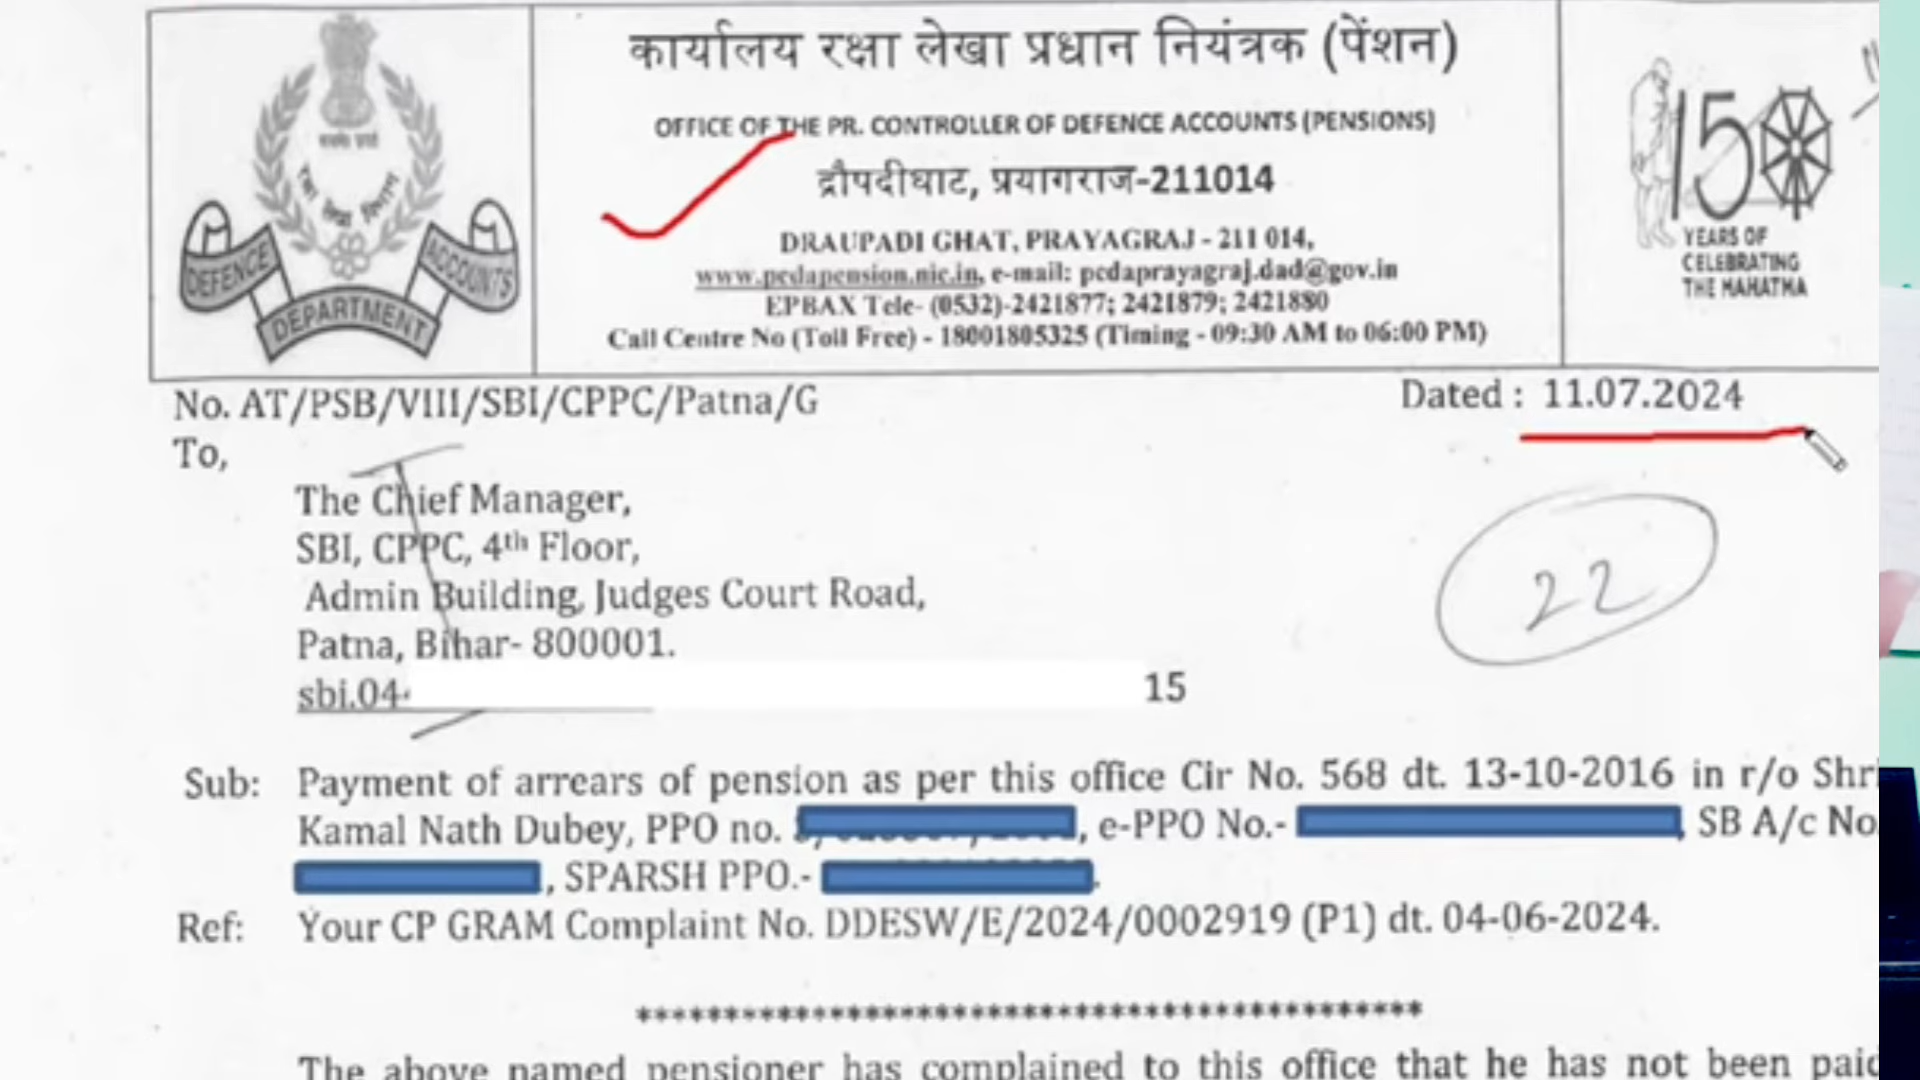 कार्यालय रक्षा लेखा प्रधान नियंत्रक (पेंशन)
OFFICE OF THE PR. CONTROLLER OF DEFENCE ACCOUNTS (PENSIONS)
द्रौपदीघाट, प्रयागराज-211014
DRAUPADI GHAT, PRAYAGRAJ - 211 014,
www.pcdapension.nic.in, e-mail: pcdaprayagraj.dad@gov.in
EPBAX Tele- (0532)-2421877; 2421879; 2421880
Call Centre No (Toll Free) - 18001805325 (Timing - 09:30 AM to 06:00 PM)
DEFENCE ACCOUNTS
DEPARTMENT
150
YEARS OF
CELEBRATING
THE MAHATMA
No. AT/PSB/VIII/SBI/CPPC/Patna/G
Dated : 11.07.2024
To,
The Chief Manager,
SBI, CPPC, 4th Floor,
Admin Building, Judges Court Road,
Patna, Bihar- 800001.
sbi.04 15
22
Sub: Payment of arrears of pension as per this office Cir No. 568 dt. 13-10-2016 in r/o Shr
Kamal Nath Dubey, PPO no. , e-PPO No.- , SB A/c No
, SPARSH PPO.- .
Ref: Your CP GRAM Complaint No. DDESW/E/2024/0002919 (P1) dt. 04-06-2024.
*****************************************************
The above named pensioner has complained to this office that he has not been paid